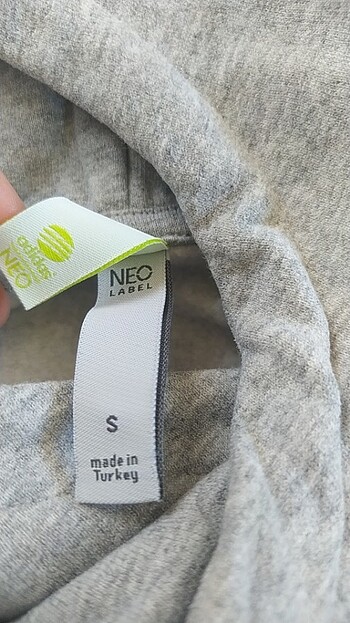 adidas
NEO
NEO
LABEL
S
made in
Turkey